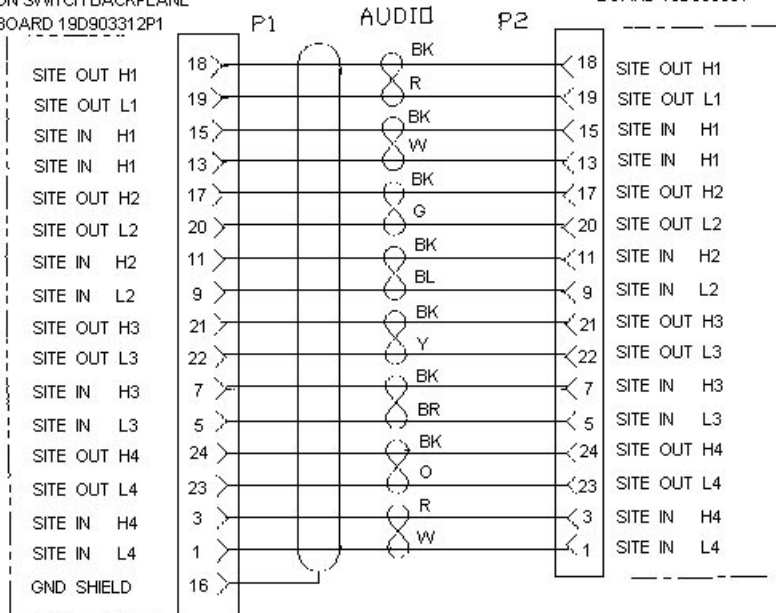 ON SWITCH BACKPLANE
BOARD 19D903312P1 P1 AUDIO P2
SITE OUT H1 18 BK 18 SITE OUT H1
SITE OUT L1 19 R 19 SITE OUT L1
SITE IN H1 15 BK 15 SITE IN H1
SITE IN H1 13 W 13 SITE IN H1
SITE OUT H2 17 BK 17 SITE OUT H2
SITE OUT L2 20 G 20 SITE OUT L2
SITE IN H2 11 BK 11 SITE IN H2
SITE IN L2 9 BL 9 SITE IN L2
SITE OUT H3 21 BK 21 SITE OUT H3
SITE OUT L3 22 Y 22 SITE OUT L3
SITE IN H3 7 BK 7 SITE IN H3
SITE IN L3 5 BR 5 SITE IN L3
SITE OUT H4 24 BK 24 SITE OUT H4
SITE OUT L4 23 O 23 SITE OUT L4
SITE IN H4 3 R 3 SITE IN H4
SITE IN L4 1 W 1 SITE IN L4
GND SHIELD 16